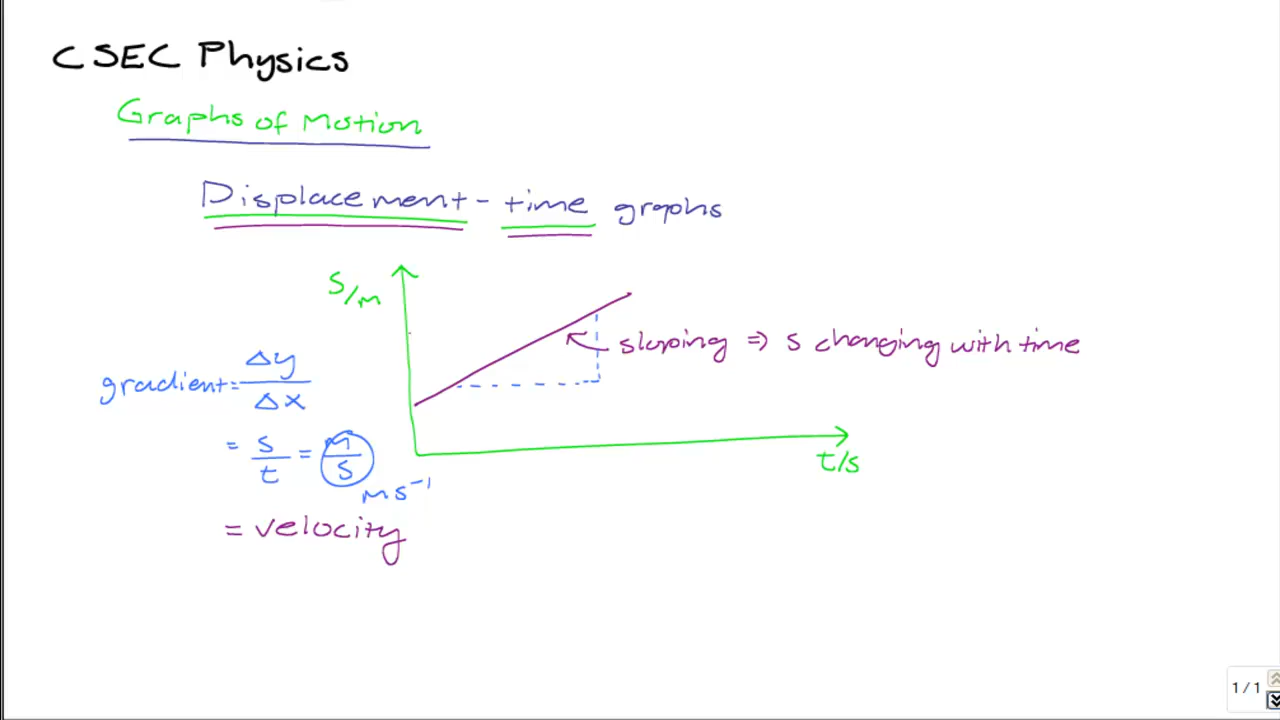 CSEC Physics
Graphs of Motion
Displacement - time graphs
S/m
sloping ⇒ s changing with time
gradient = Δy/Δx
= s/t = m/s
ms⁻¹
t/s
= velocity
1 / 1